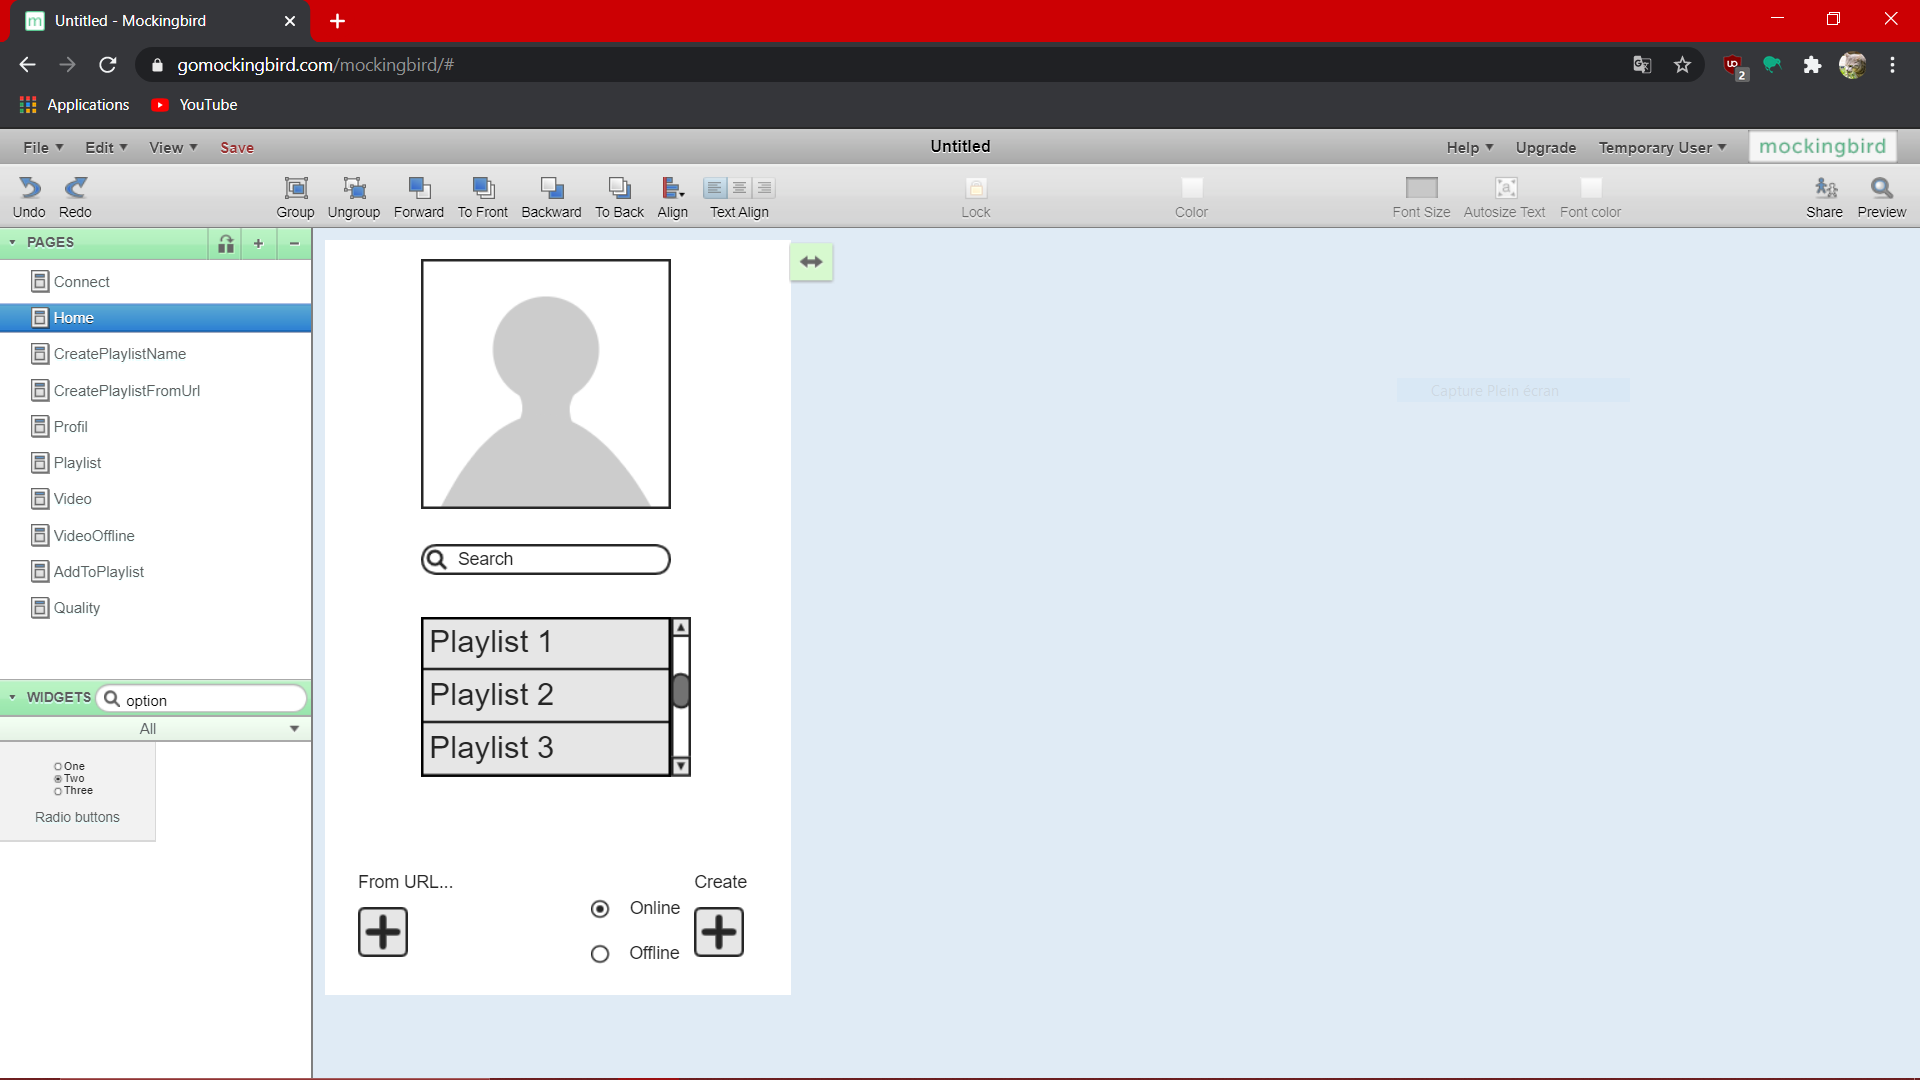 m Untitled - Mockingbird
gomockingbird.com/mockingbird/#
UO 2
Applications YouTube
File Edit View Save Untitled Help Upgrade Temporary User mockingbird
Undo Redo Group Ungroup Forward To Front Backward To Back Align Text Align Lock Color Font Size Autosize Text Font color Share Preview
PAGES + −
Connect
Home
CreatePlaylistName
CreatePlaylistFromUrl
Profil
Playlist
Video
VideoOffline
AddToPlaylist
Quality
WIDGETS option
All
One
Two
Three
Radio buttons
Capture Plein écran
Search
Playlist 1
Playlist 2
Playlist 3
From URL... Create
Online
Offline